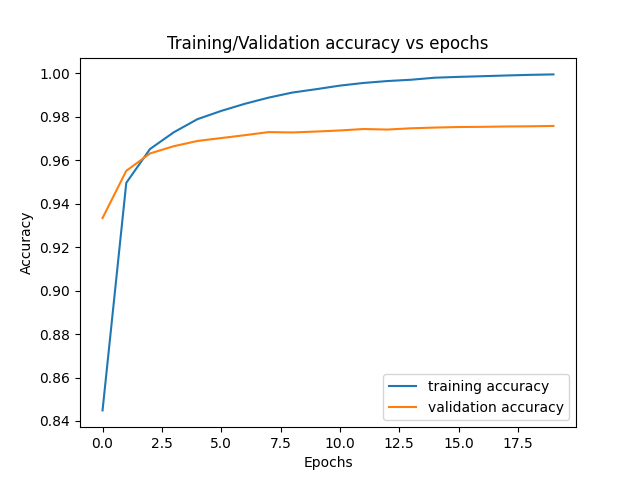 Training/Validation accuracy vs epochs
1.00
0.98
0.96
0.94
0.92
0.90
0.88
0.86
0.84
Accuracy
training accuracy
validation accuracy
0.0 2.5 5.0 7.5 10.0 12.5 15.0 17.5
Epochs